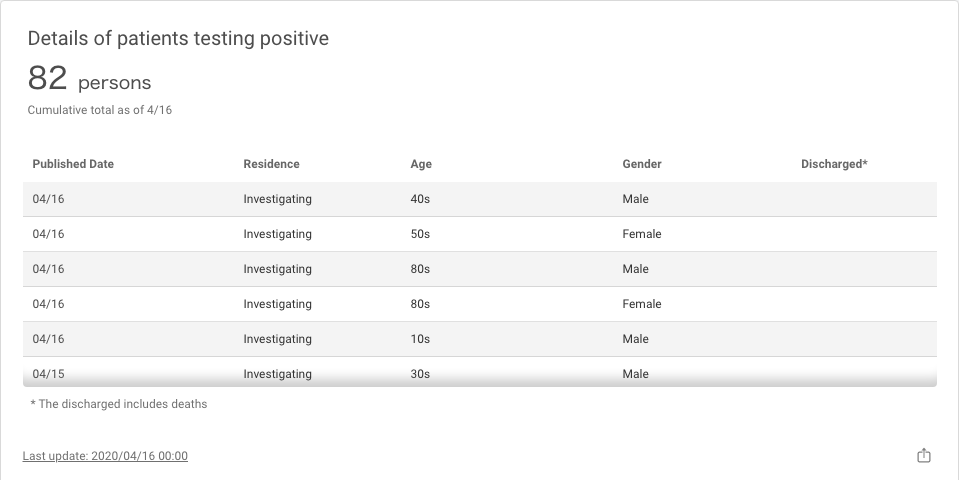 Details of patients testing positive
82 persons
Cumulative total as of 4/16
Published Date Residence Age Gender Discharged*
04/16 Investigating 40s Male
04/16 Investigating 50s Female
04/16 Investigating 80s Male
04/16 Investigating 80s Female
04/16 Investigating 10s Male
04/15 Investigating 30s Male
* The discharged includes deaths
Last update: 2020/04/16 00:00